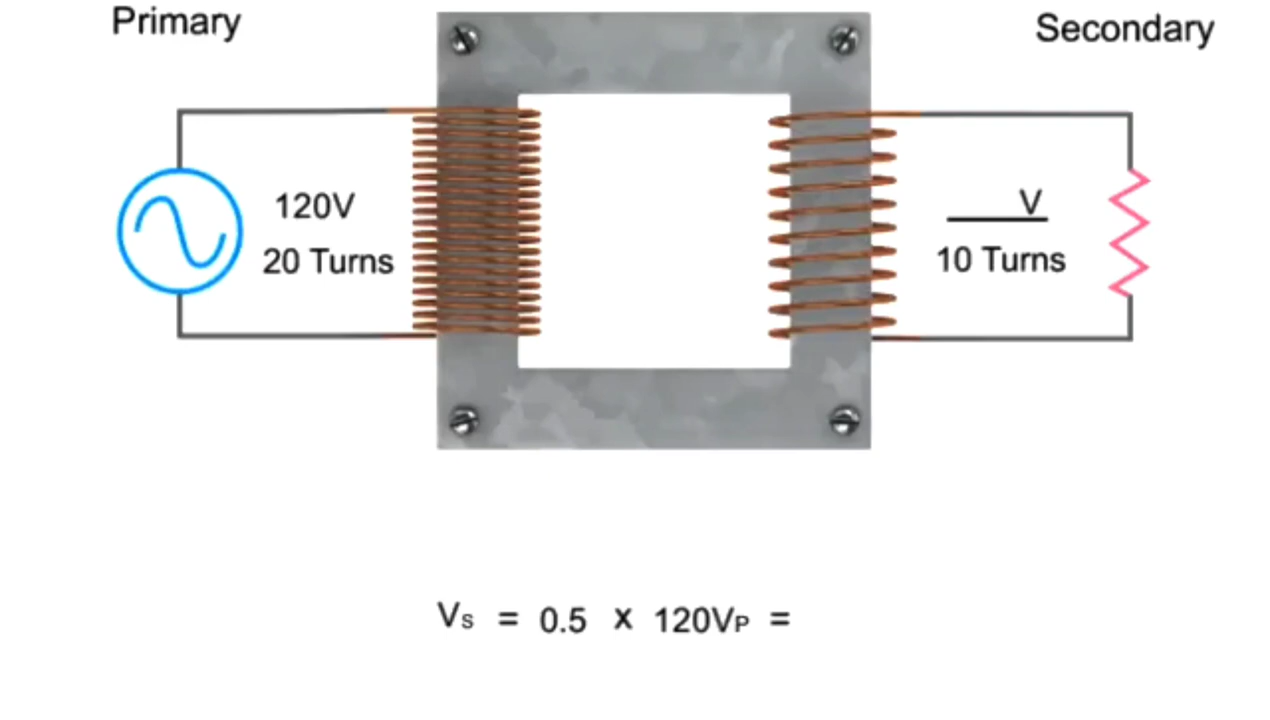 Primary
Secondary
120V
20 Turns
V
10 Turns
Vs = 0.5 x 120VP =